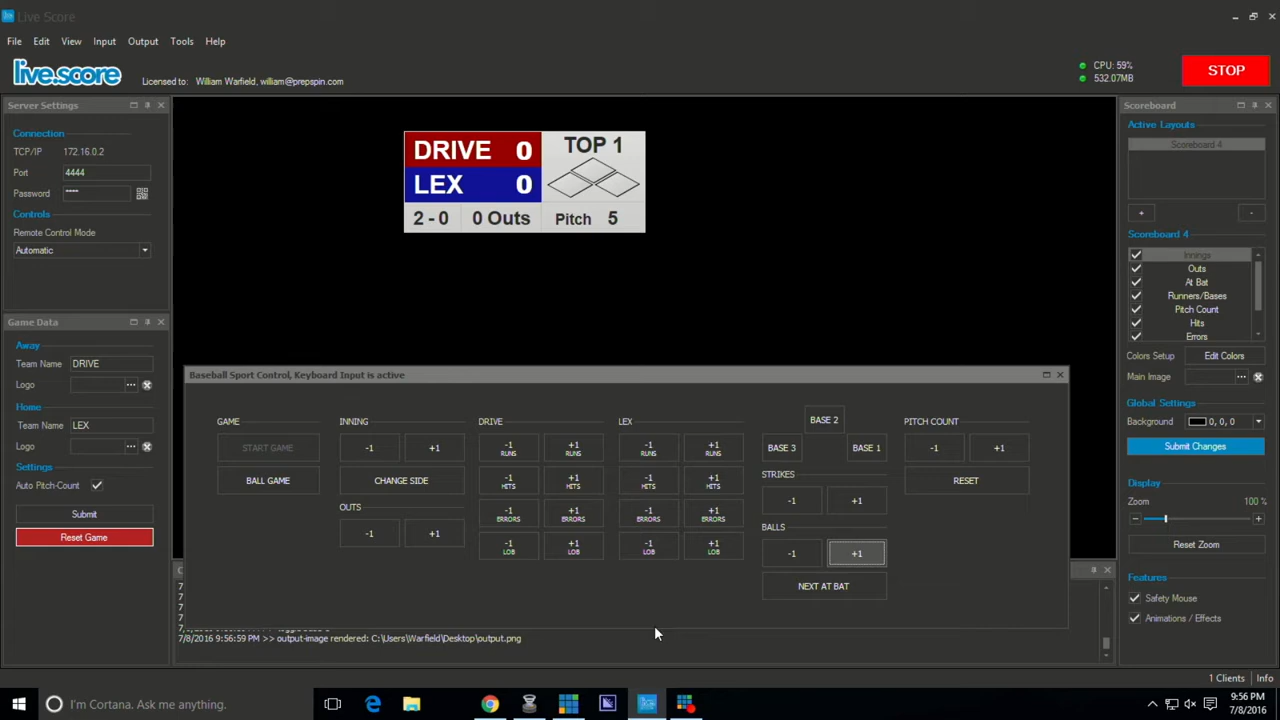 Live Score
File Edit View Input Output Tools Help
live.score
Licensed to: William Warfield, william@prepspin.com
CPU: 59%
532.07MB
STOP
Server Settings
Connection
TCP/IP 172.16.0.2
Port 4444
Password ****
Controls
Remote Control Mode
Automatic
Game Data
Away
Team Name DRIVE
Logo ...
Home
Team Name LEX
Logo ...
Settings
Auto Pitch-Count
Submit
Reset Game
DRIVE 0 TOP 1
LEX 0
2 - 0 0 Outs Pitch 5
Baseball Sport Control, Keyboard Input is active
GAME INNING DRIVE LEX BASE 2 PITCH COUNT
START GAME -1 +1 -1 RUNS +1 RUNS -1 RUNS +1 RUNS BASE 3 BASE 1 -1 +1
BALL GAME CHANGE SIDE -1 HITS +1 HITS -1 HITS +1 HITS STRIKES RESET
OUTS -1 ERRORS +1 ERRORS -1 ERRORS +1 ERRORS -1 +1
-1 +1 -1 LOB +1 LOB -1 LOB +1 LOB BALLS
-1 +1
NEXT AT BAT
7/8/2016 9:56:59 PM >> output-image rendered: C:\Users\Warfield\Desktop\output.png
Scoreboard
Active Layouts
Scoreboard 4
+ -
Scoreboard 4
Innings
Outs
At Bat
Runners/Bases
Pitch Count
Hits
Errors
Colors Setup Edit Colors
Main Image ...
Global Settings
Background 0, 0, 0
Submit Changes
Display
Zoom 100 %
Reset Zoom
Features
Safety Mouse
Animations / Effects
1 Clients Info
I'm Cortana. Ask me anything.
9:56 PM
7/8/2016